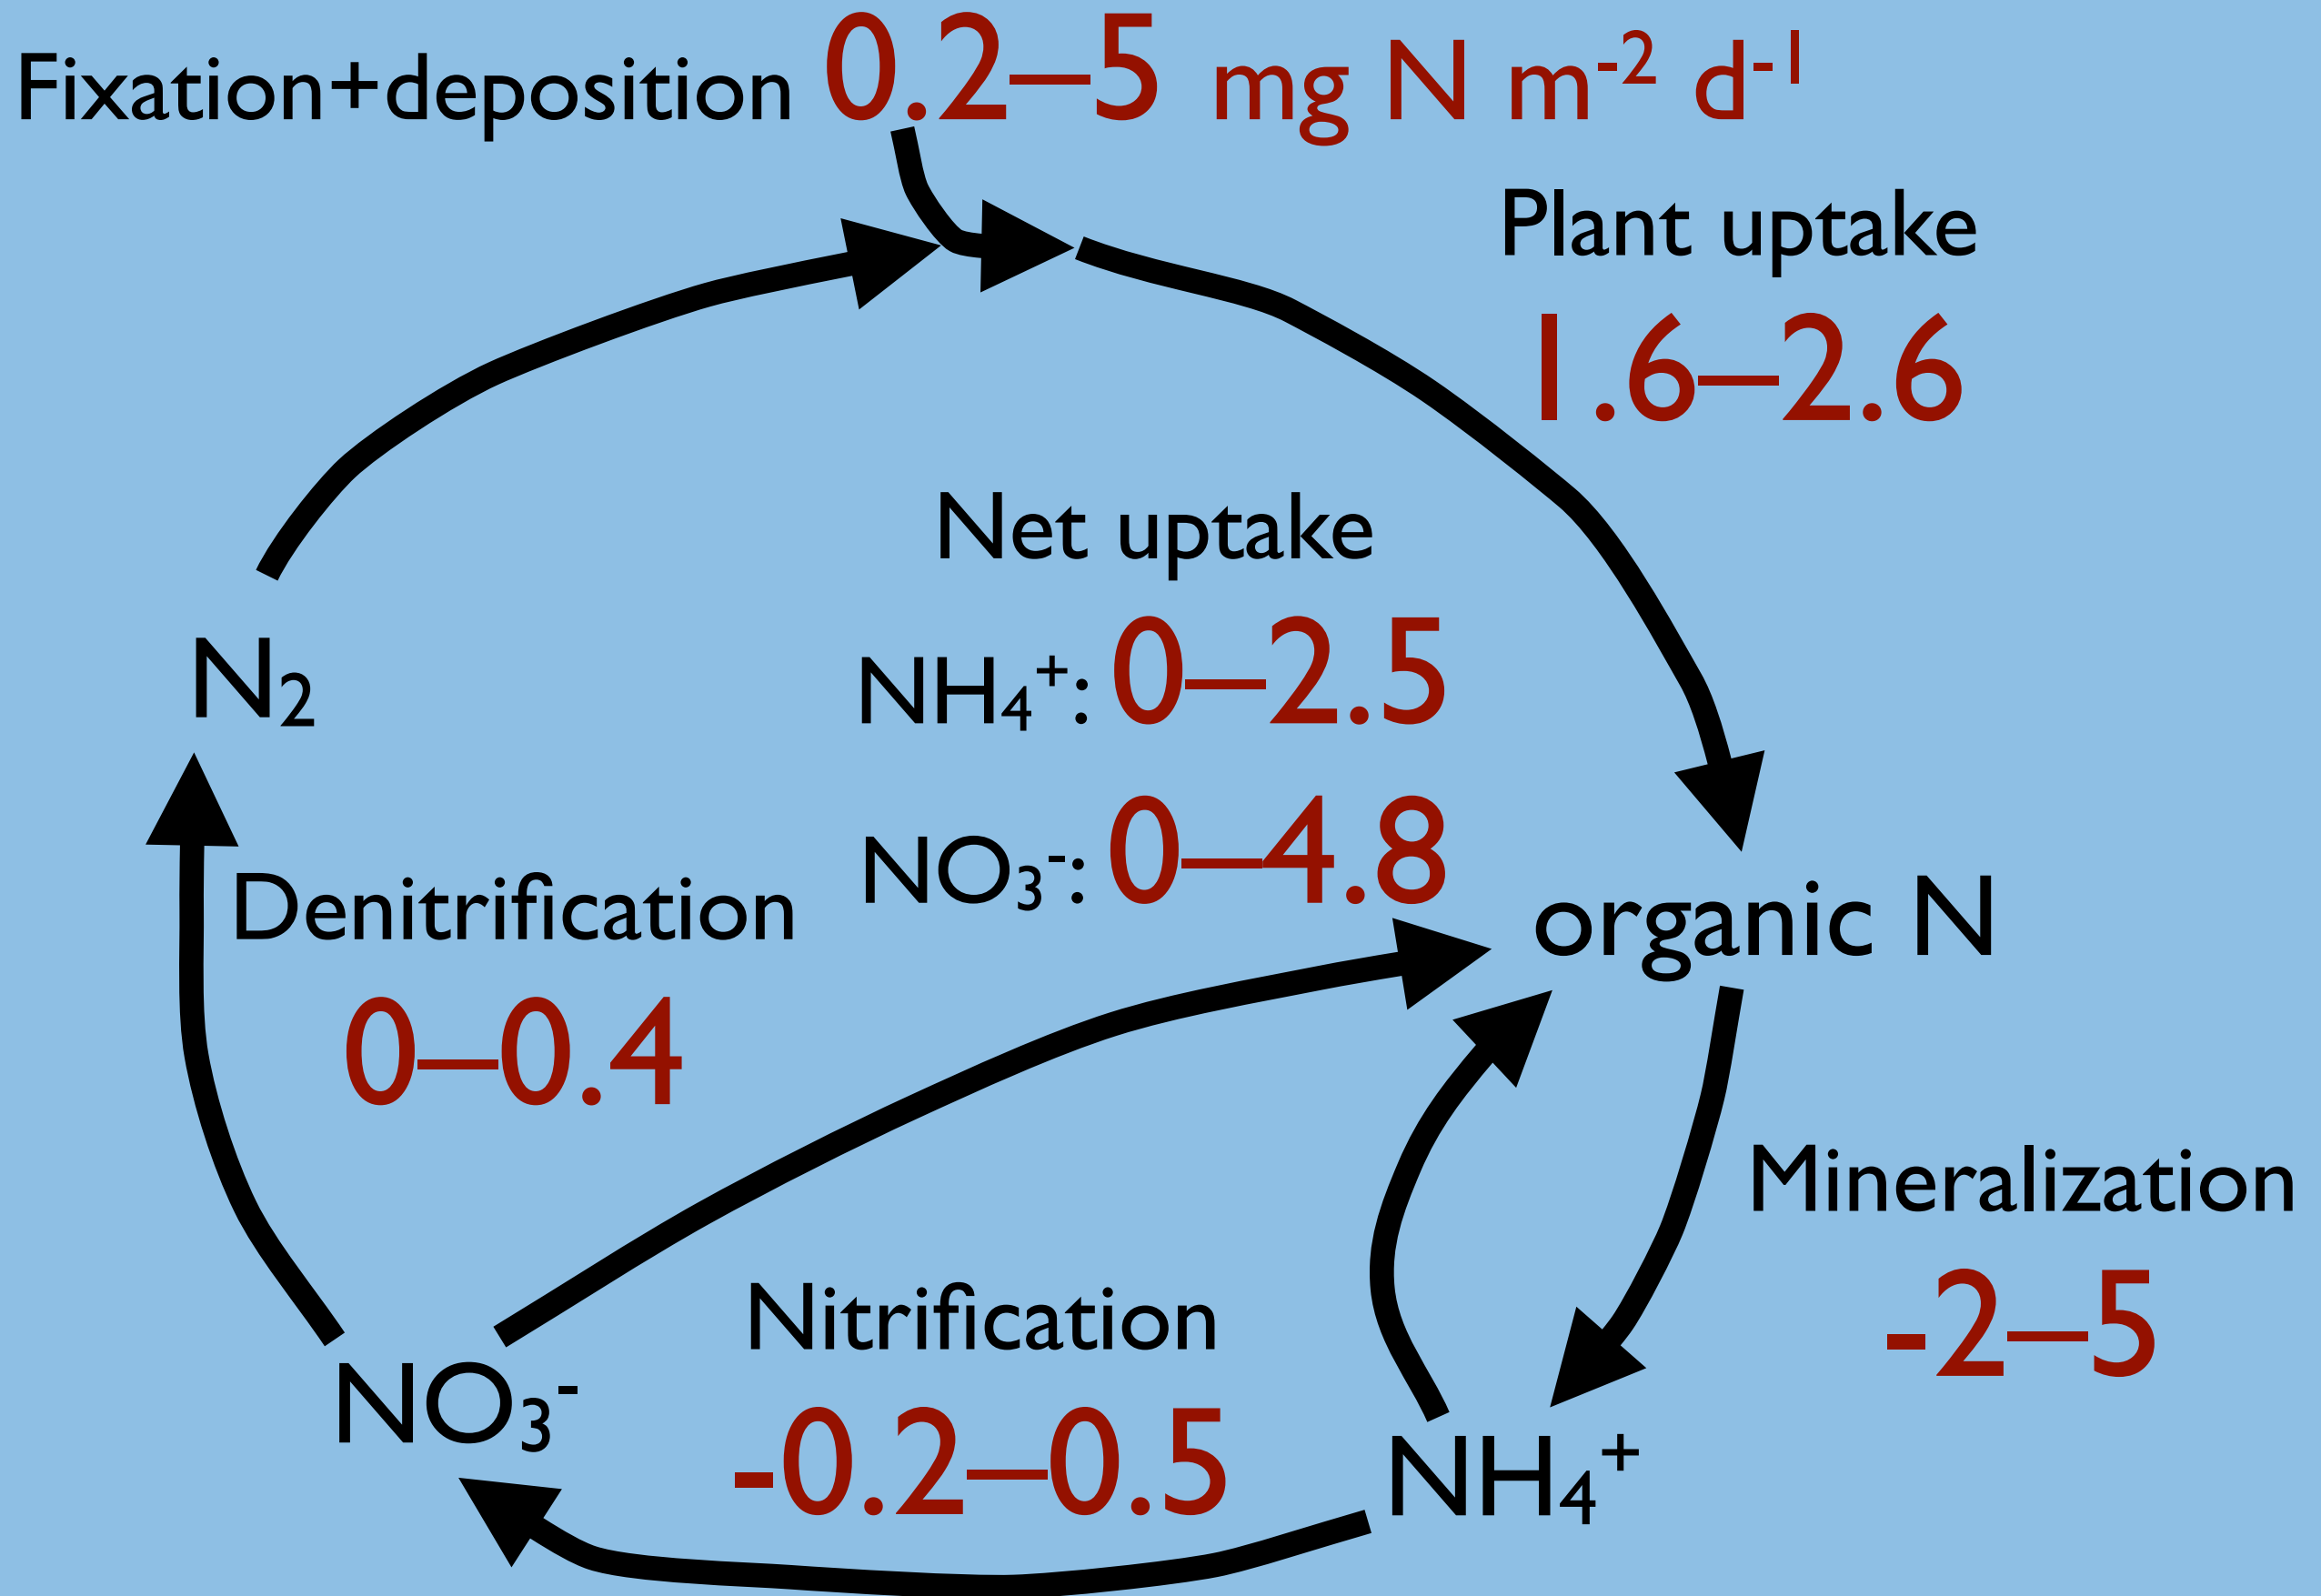 Fixation+deposition 0.2–5 mg N m⁻² d⁻¹
Plant uptake
1.6–2.6
Net uptake
NH₄⁺: 0–2.5
N₂
NO₃⁻: 0–4.8
Denitrification
organic N
0–0.4
Mineralization
-2–5
Nitrification
-0.2–0.5
NO₃⁻
NH₄⁺